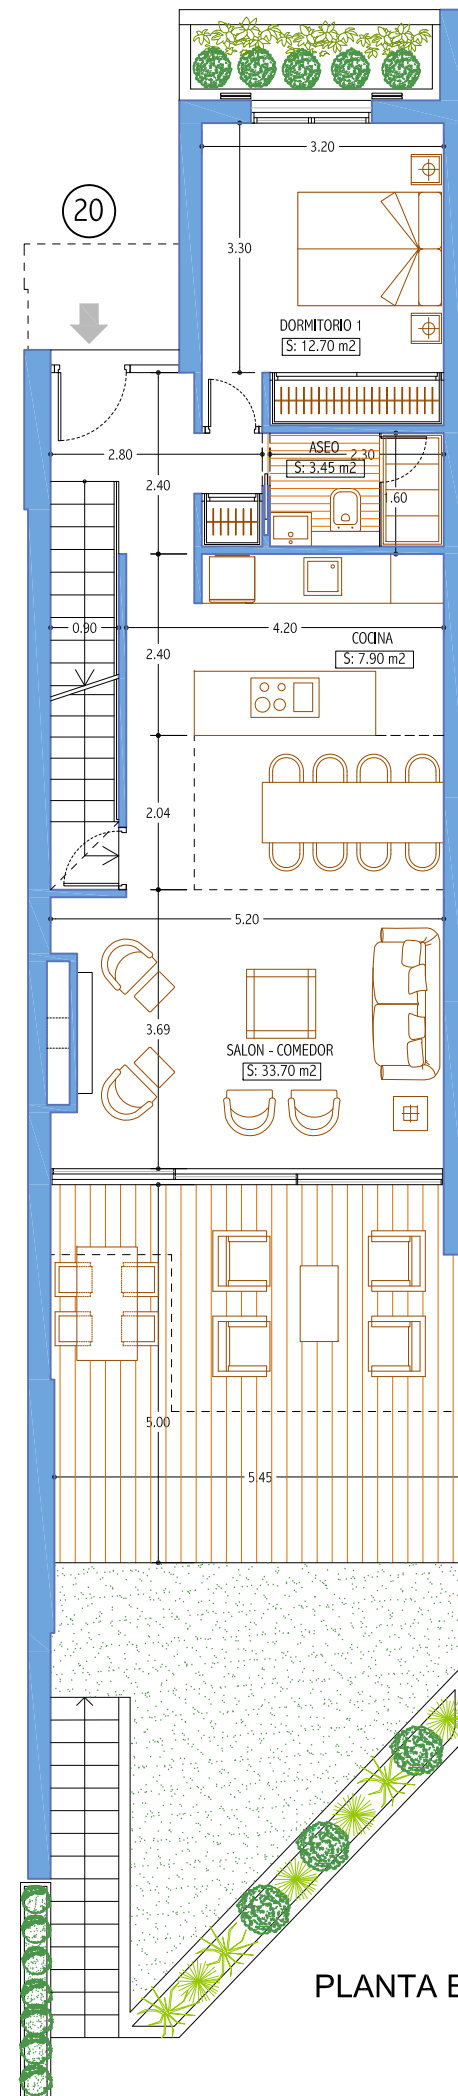 3.20
20
3.30
DORMITORIO 1
S: 12.70 m2
ASEO
2.80
2.30
S: 3.45 m2
2.40
1.60
0.90
4.20
COCINA
2.40
S: 7.90 m2
2.04
5.20
3.69
SALON - COMEDOR
S: 33.70 m2
5.00
5.45
PLANTA